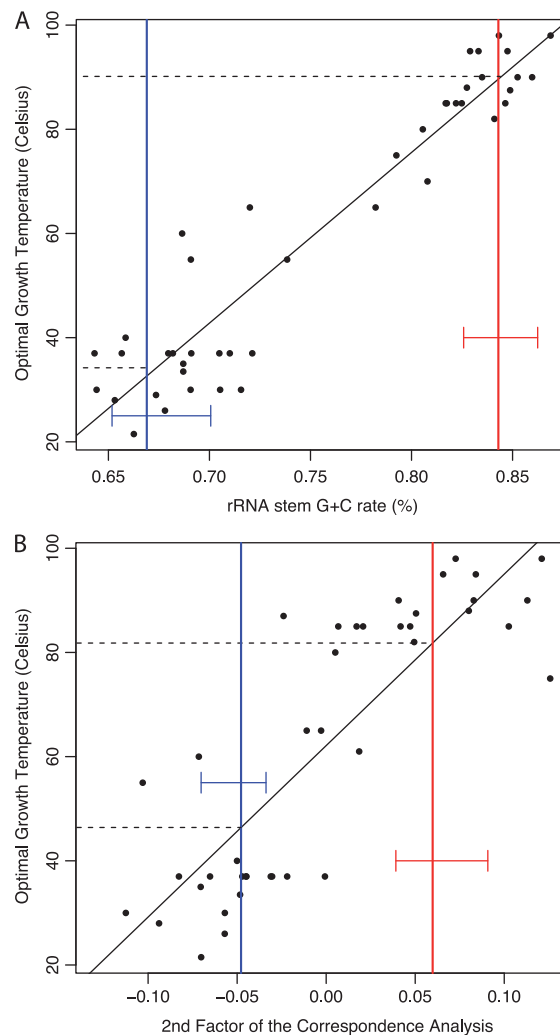 A
100
80
60
40
20
Optimal Growth Temperature (Celsius)
0.65 0.70 0.75 0.80 0.85
rRNA stem G+C rate (%)
B
100
80
60
40
20
Optimal Growth Temperature (Celsius)
−0.10 −0.05 0.00 0.05 0.10
2nd Factor of the Correspondence Analysis